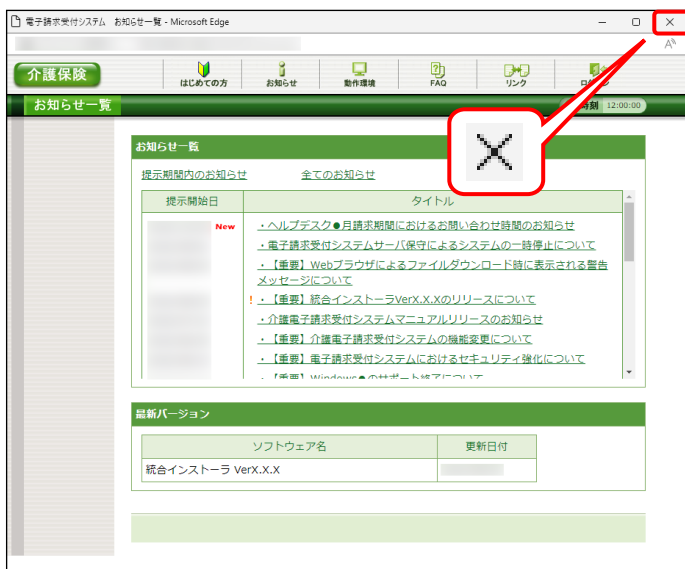 電子請求受付システム お知らせ一覧 - Microsoft Edge
介護保険
はじめての方
お知らせ
動作環境
FAQ
リンク
お知らせ一覧
12:00:00
お知らせ一覧
提示期間内のお知らせ 全てのお知らせ
提示開始日 タイトル
New ・ヘルプデスク●月請求期間におけるお問い合わせ時間のお知らせ
・電子請求受付システムサーバ保守によるシステムの一時停止について
・【重要】Webブラウザによるファイルダウンロード時に表示される警告
メッセージについて
! ・【重要】統合インストーラVerX.X.Xのリリースについて
・介護電子請求受付システムマニュアルリリースのお知らせ
・【重要】介護電子請求受付システムの機能変更について
・【重要】電子請求受付システムにおけるセキュリティ強化について
・【重要】Windows●のサポート終了について
最新バージョン
ソフトウェア名 更新日付
統合インストーラ VerX.X.X